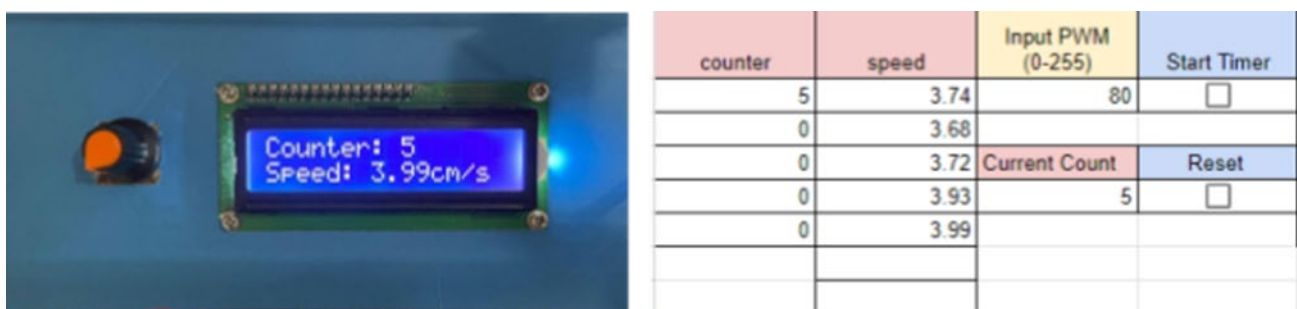 Counter: 5
Speed: 3.99cm/s
counter speed Input PWM (0-255) Start Timer
5 3.74 80
0 3.68
0 3.72 Current Count Reset
0 3.93 5
0 3.99